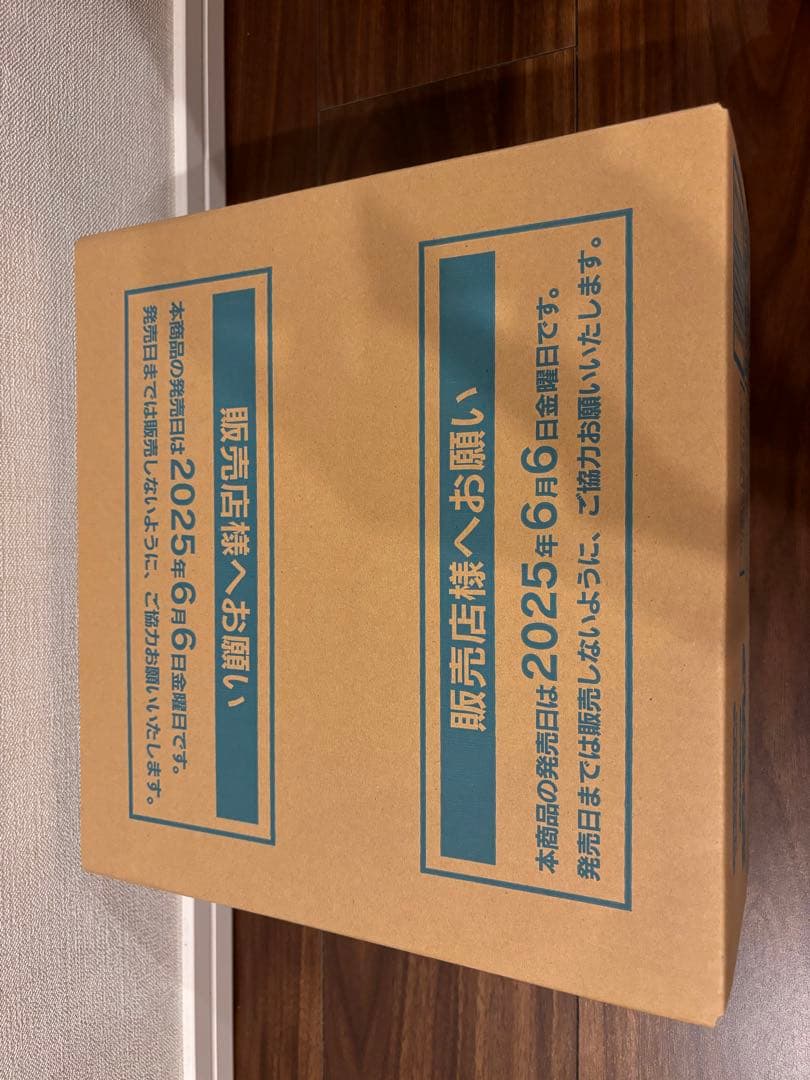 販売店様へお願い
本商品の発売日は2025年6月6日金曜日です。
発売日までは販売しないように、ご協力お願いいたします。
販売店様へお願い
本商品の発売日は2025年6月6日金曜日です。
発売日までは販売しないように、ご協力お願いいたします。